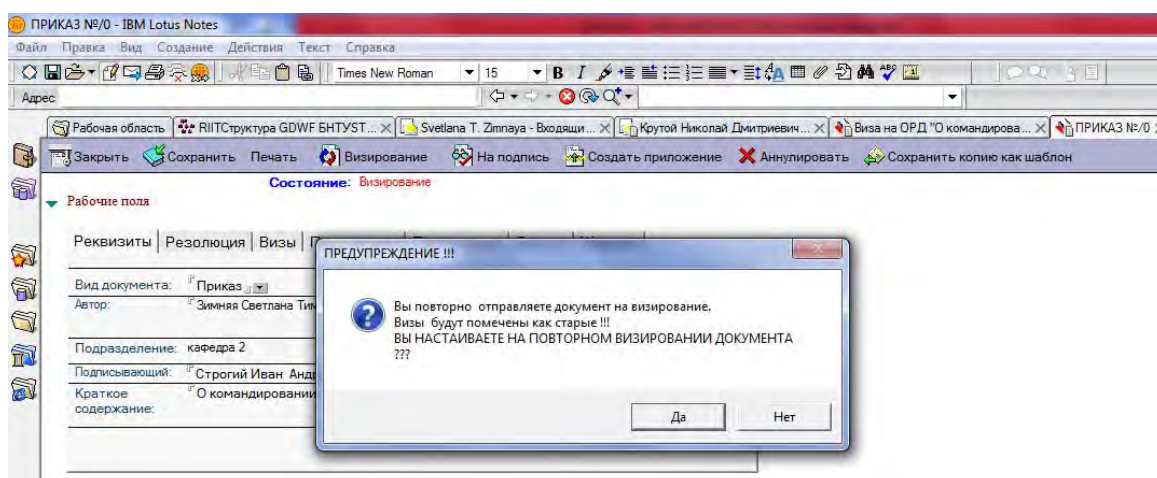 ПРИКАЗ №/0 - IBM Lotus Notes
Файл Правка Вид Создание Действия Текст Справка
Times New Roman 15 B I
Адрес
Рабочая область RIITСтруктура GDWF БНТУST... Svetlana T. Zimnaya - Входящи... Крутой Николай Дмитриевич... Виза на ОРД "О командирова... ПРИКАЗ №/0
Закрыть Сохранить Печать Визирование На подпись Создать приложение Аннулировать Сохранить копию как шаблон
Состояние: Визирование
Рабочие поля
Реквизиты Резолюция Визы
ПРЕДУПРЕЖДЕНИЕ !!!
Вид документа: Приказ
Автор: Зимняя Светлана Тим
Подразделение: кафедра 2
Подписывающий: Строгий Иван Анд
Краткое содержание: О командировании
Вы повторно отправляете документ на визирование.
Визы будут помечены как старые !!!
ВЫ НАСТАИВАЕТЕ НА ПОВТОРНОМ ВИЗИРОВАНИИ ДОКУМЕНТА
???
Да Нет